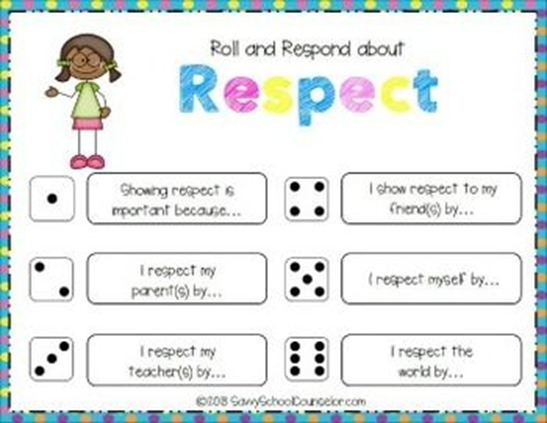 Roll and Respond about
Respect
Showing respect is
important because...
I show respect to my
friend(s) by...
I respect my
parent(s) by...
I respect myself by...
I respect my
teacher(s) by...
I respect the
world by...
©2018 SavvySchoolCounselor.com